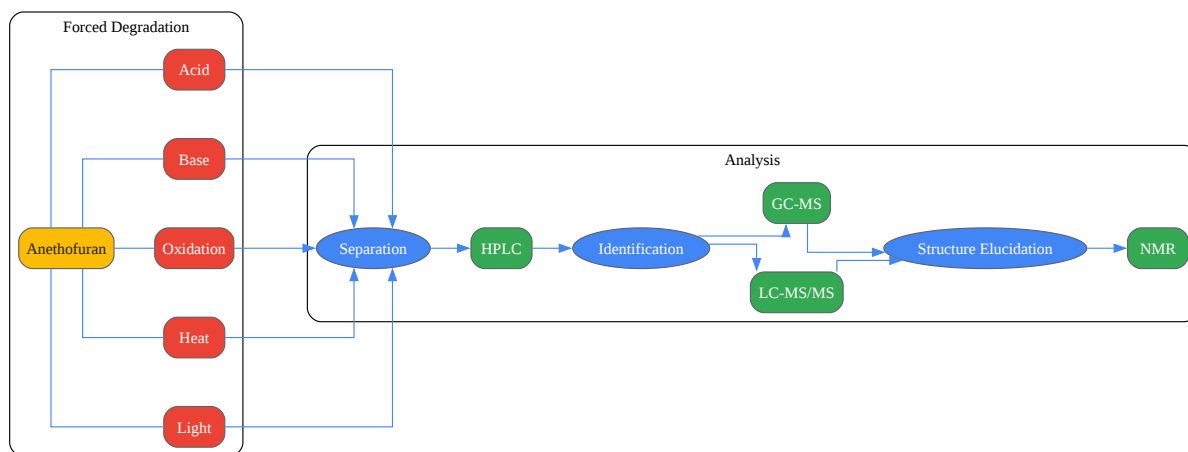 Forced Degradation
Acid
Base
Anethofuran
Oxidation
Heat
Light
Analysis
Separation
HPLC
Identification
GC-MS
LC-MS/MS
Structure Elucidation
NMR